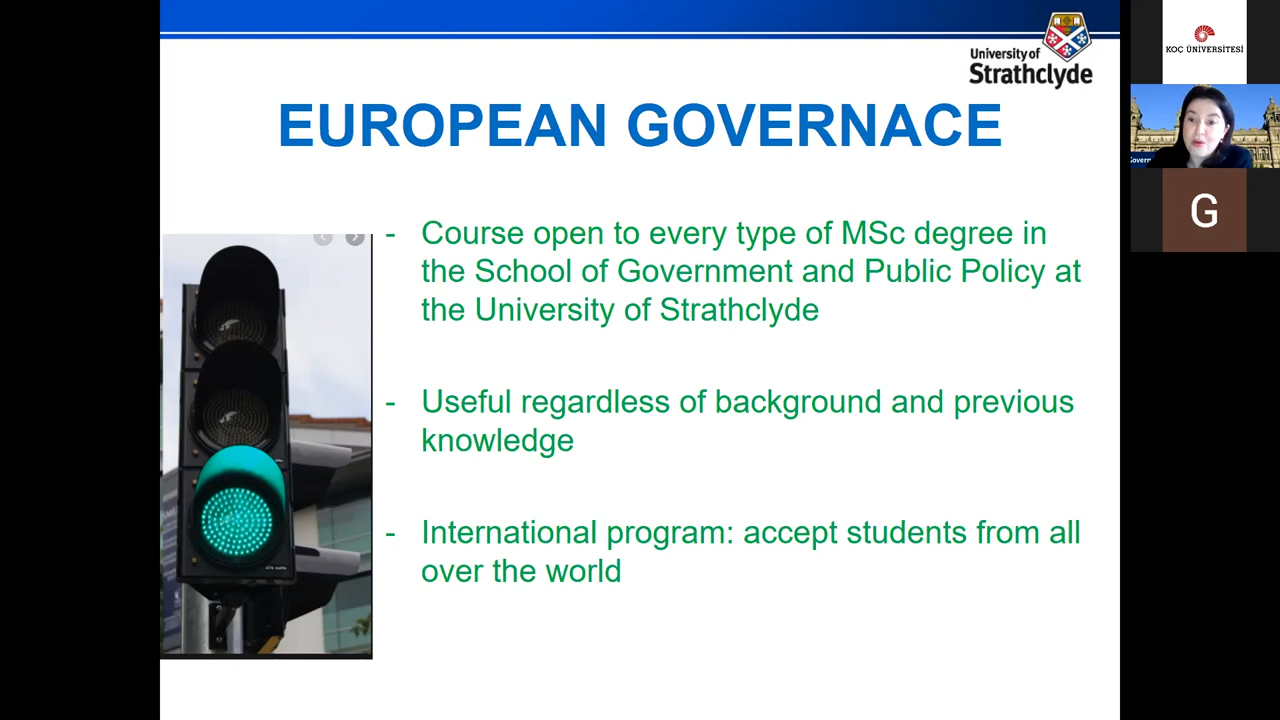 University of
Strathclyde
EUROPEAN GOVERNACE
- Course open to every type of MSc degree in
the School of Government and Public Policy at
the University of Strathclyde
- Useful regardless of background and previous
knowledge
- International program: accept students from all
over the world
KOÇ ÜNİVERSİTESİ
Govern
G